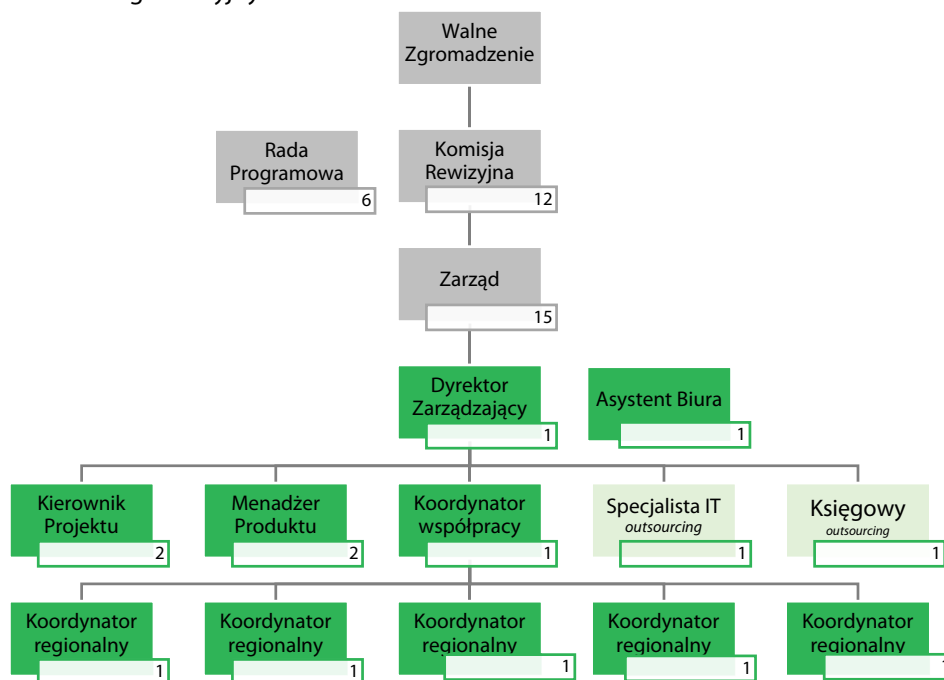 Walne
Zgromadzenie
Rada
Programowa
6
Komisja
Rewizyjna
12
Zarząd
15
Dyrektor
Zarządzający
1
Asystent Biura
1
Kierownik
Projektu
2
Menadżer
Produktu
2
Koordynator
współpracy
1
Specjalista IT
outsourcing
1
Księgowy
outsourcing
1
Koordynator
regionalny
1
Koordynator
regionalny
1
Koordynator
regionalny
1
Koordynator
regionalny
1
Koordynator
regionalny
1